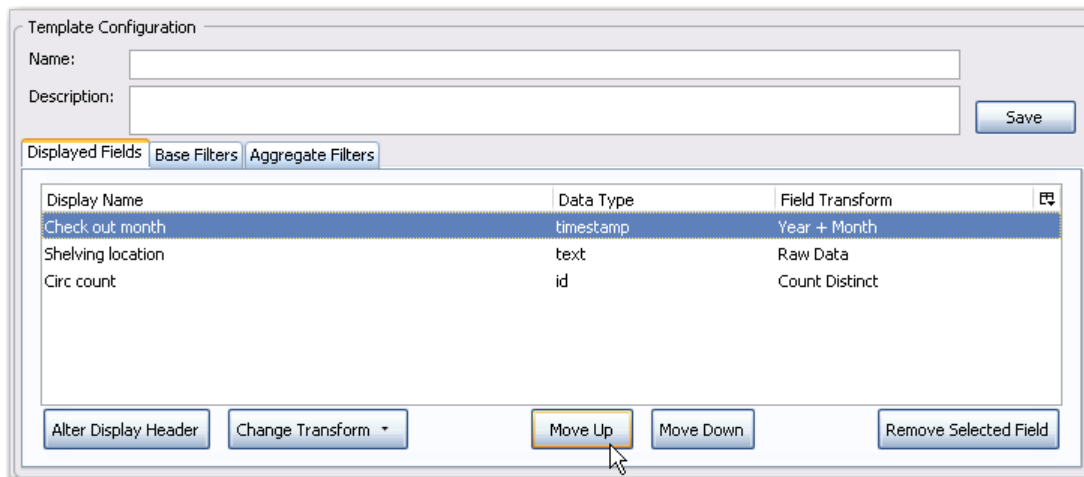 Template Configuration
Name:
Description:
Save
Displayed Fields Base Filters Aggregate Filters
Display Name Data Type Field Transform
Check out month timestamp Year + Month
Shelving location text Raw Data
Circ count id Count Distinct
Alter Display Header Change Transform Move Up Move Down Remove Selected Field